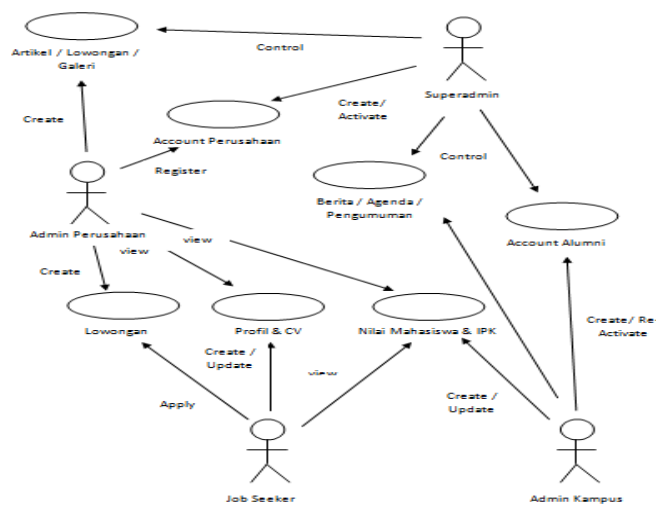 Control
Artikel / Lowongan /
Galeri
Superadmin
Create/
Activate
Create
Account Perusahaan
Control
Register
Berita / Agenda /
Pengumuman
Admin Perusahaan
view
view
Account Alumni
Create
Lowongan
Profil & CV
Nilai Mahasiswa & IPK
Create/ Re
Activate
Create /
Update
view
Apply
Create /
Update
Job Seeker
Admin Kampus